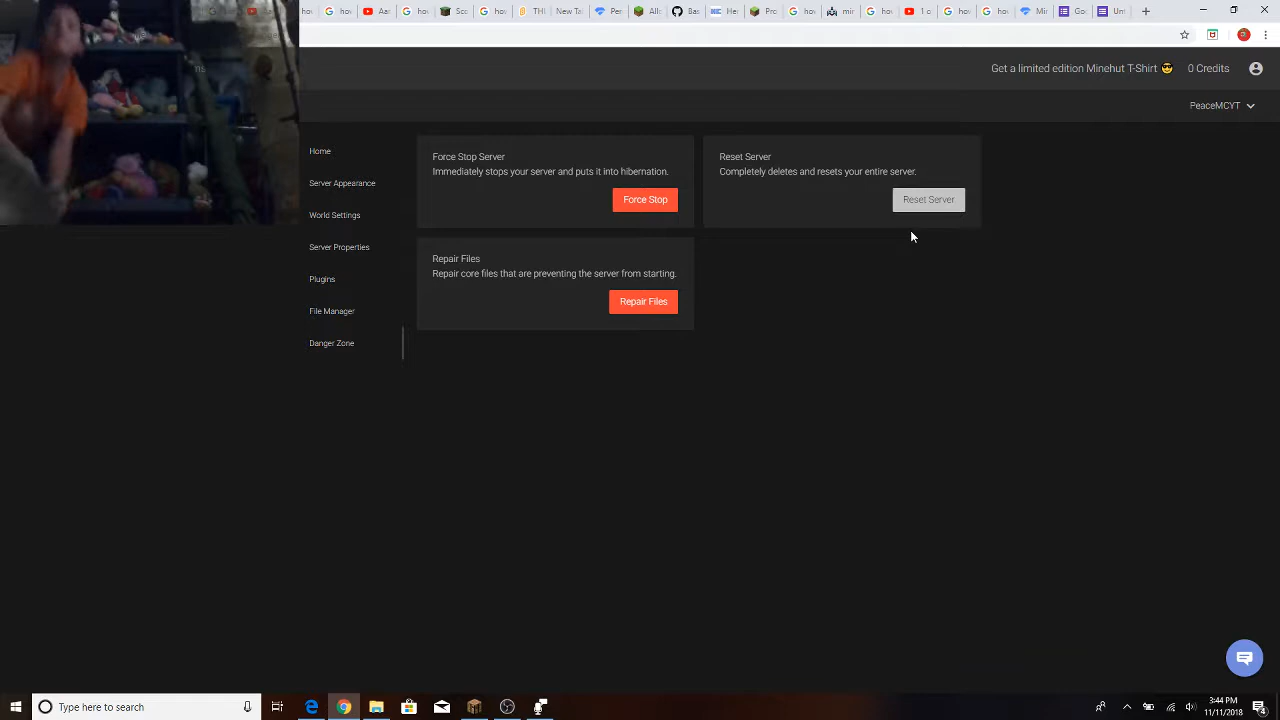 Get a limited edition Minehut T-Shirt 😎 0 Credits
PeaceMCYT
Home
Server Appearance
World Settings
Server Properties
Plugins
File Manager
Danger Zone
Force Stop Server
Immediately stops your server and puts it into hibernation.
Force Stop
Reset Server
Completely deletes and resets your entire server.
Reset Server
Repair Files
Repair core files that are preventing the server from starting.
Repair Files
Type here to search
3:44 PM
11/11/2018